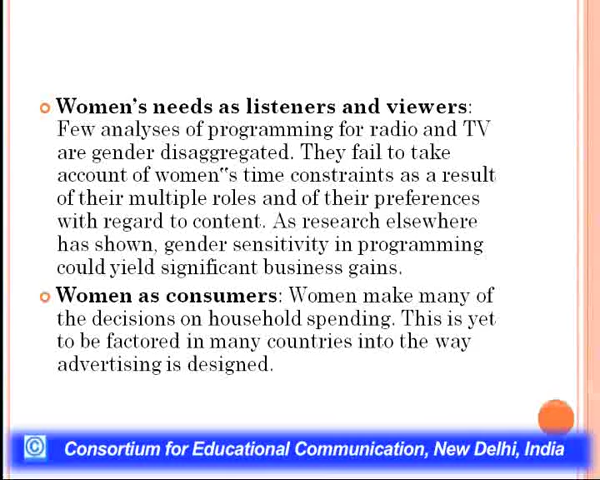 Women's needs as listeners and viewers:
Few analyses of programming for radio and TV
are gender disaggregated. They fail to take
account of women"s time constraints as a result
of their multiple roles and of their preferences
with regard to content. As research elsewhere
has shown, gender sensitivity in programming
could yield significant business gains.
Women as consumers: Women make many of
the decisions on household spending. This is yet
to be factored in many countries into the way
advertising is designed.
© Consortium for Educational Communication, New Delhi, India